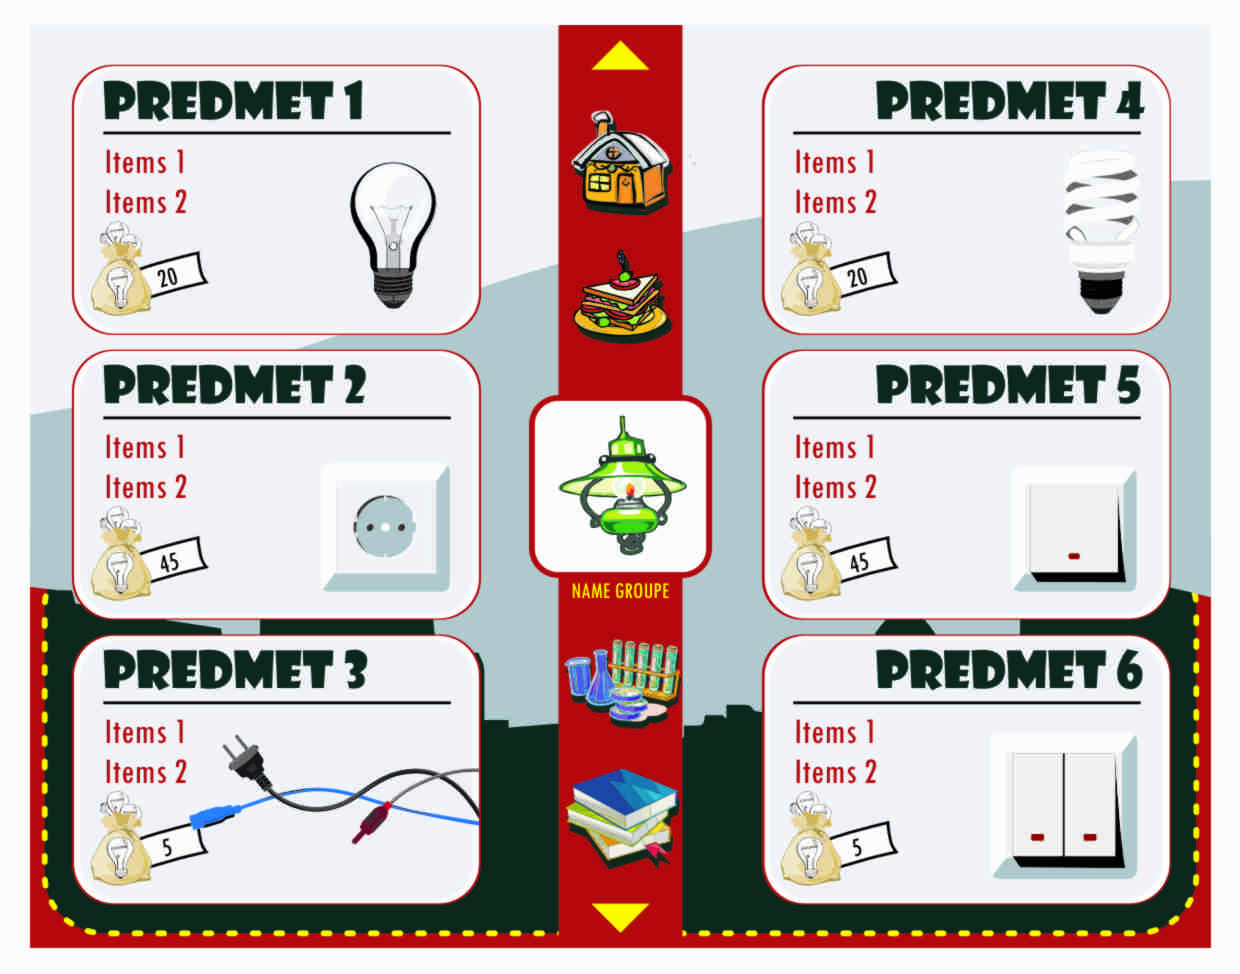 PREDMET 1
Items 1
Items 2
20
PREDMET 2
Items 1
Items 2
45
PREDMET 3
Items 1
Items 2
5
NAME GROUPE
PREDMET 4
Items 1
Items 2
20
PREDMET 5
Items 1
Items 2
45
PREDMET 6
Items 1
Items 2
5